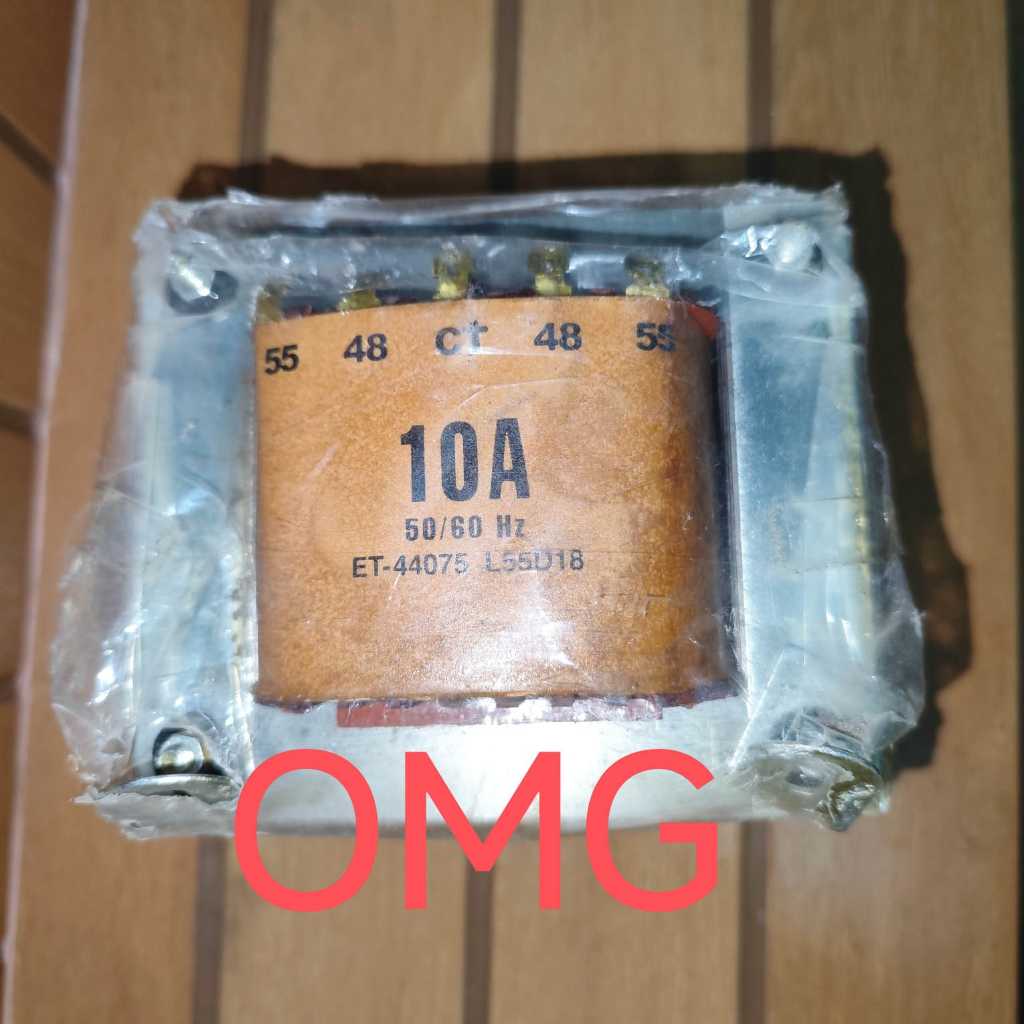 55 48 CT 48 55
10A
50/60 Hz
ET-44075 L55D18
OMG